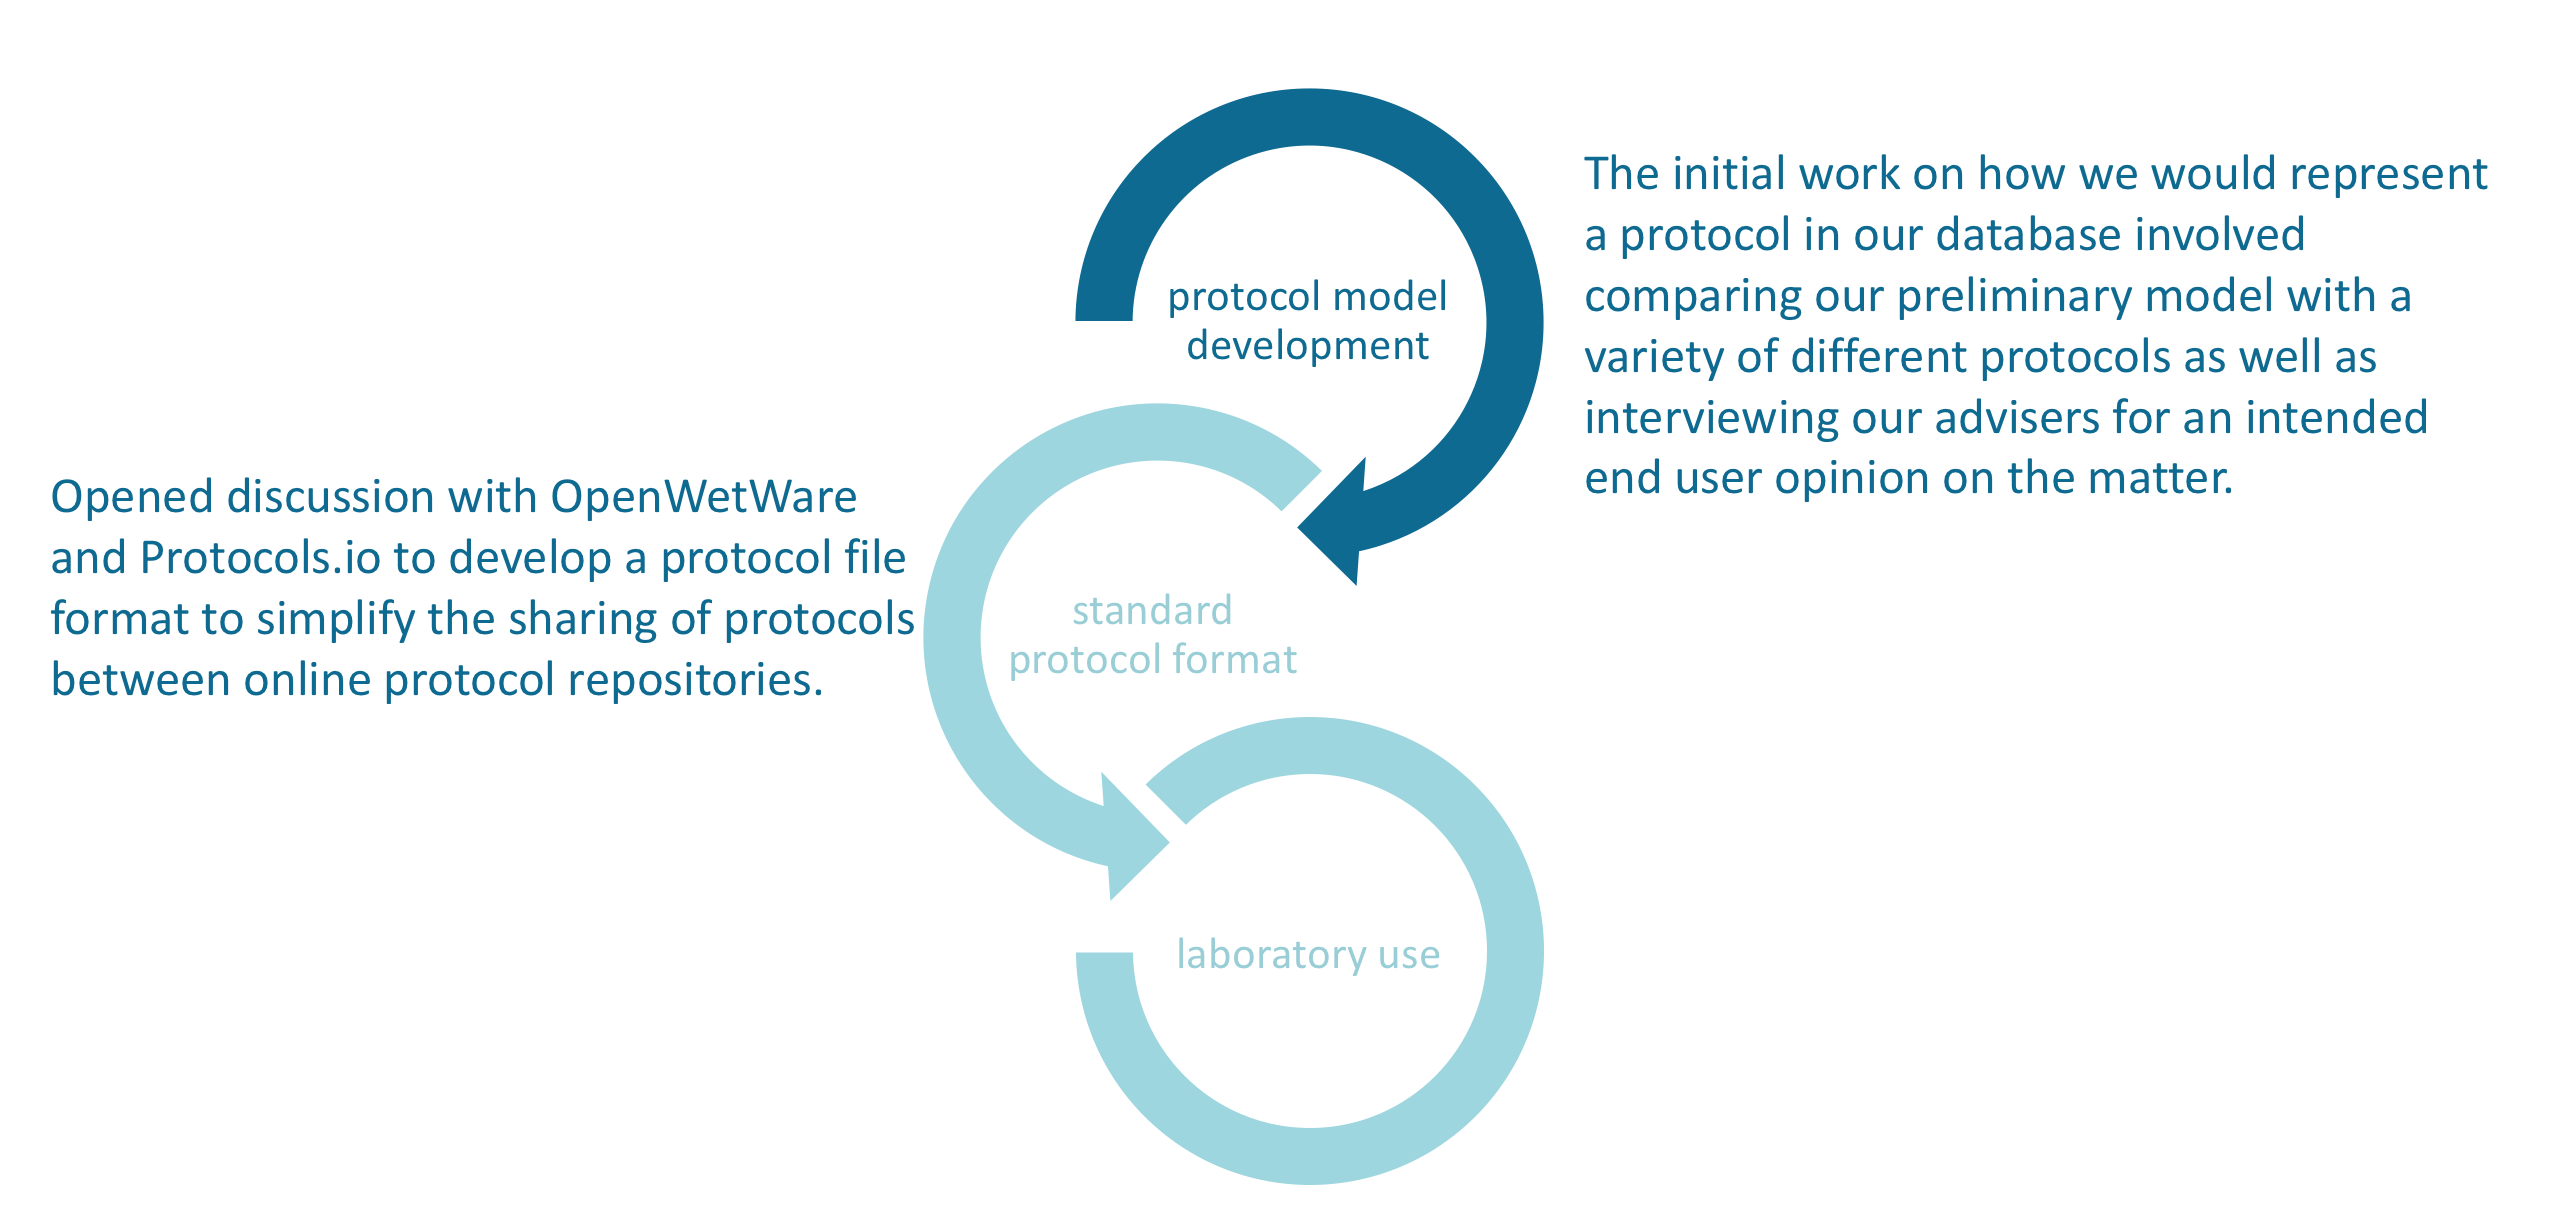 protocol model
development
The initial work on how we would represent
a protocol in our database involved
comparing our preliminary model with a
variety of different protocols as well as
interviewing our advisers for an intended
end user opinion on the matter.
Opened discussion with OpenWetWare
and Protocols.io to develop a protocol file
format to simplify the sharing of protocols
between online protocol repositories.
standard
protocol format
laboratory use